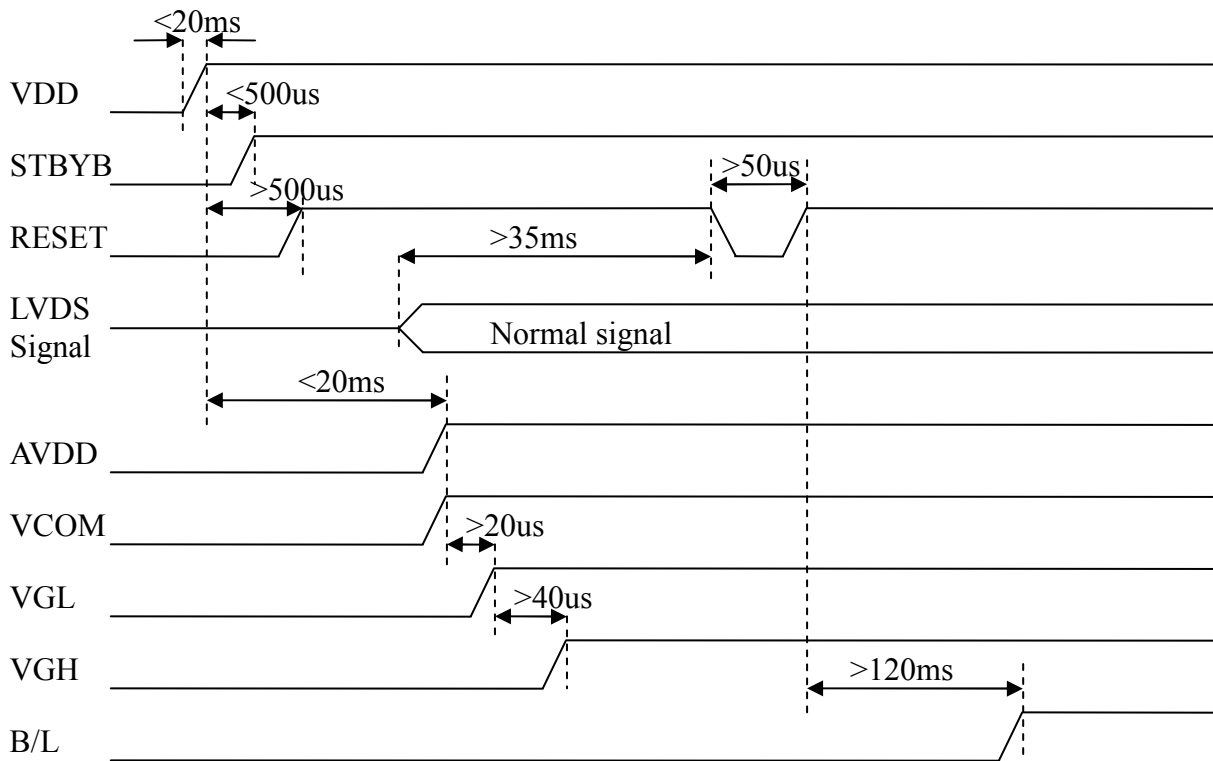 <20ms
VDD
<500us
STBYB
>50us
>500us
RESET
>35ms
LVDS
Signal
Normal signal
<20ms
AVDD
VCOM
>20us
VGL
>40us
VGH
>120ms
B/L